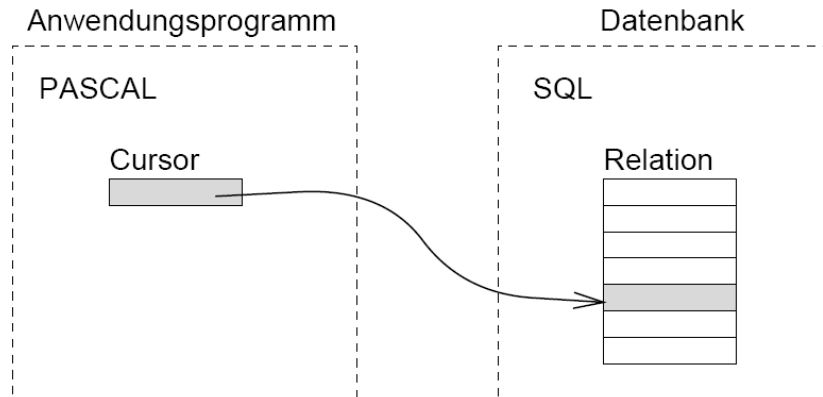 Anwendungsprogramm
Datenbank
PASCAL
SQL
Cursor
Relation